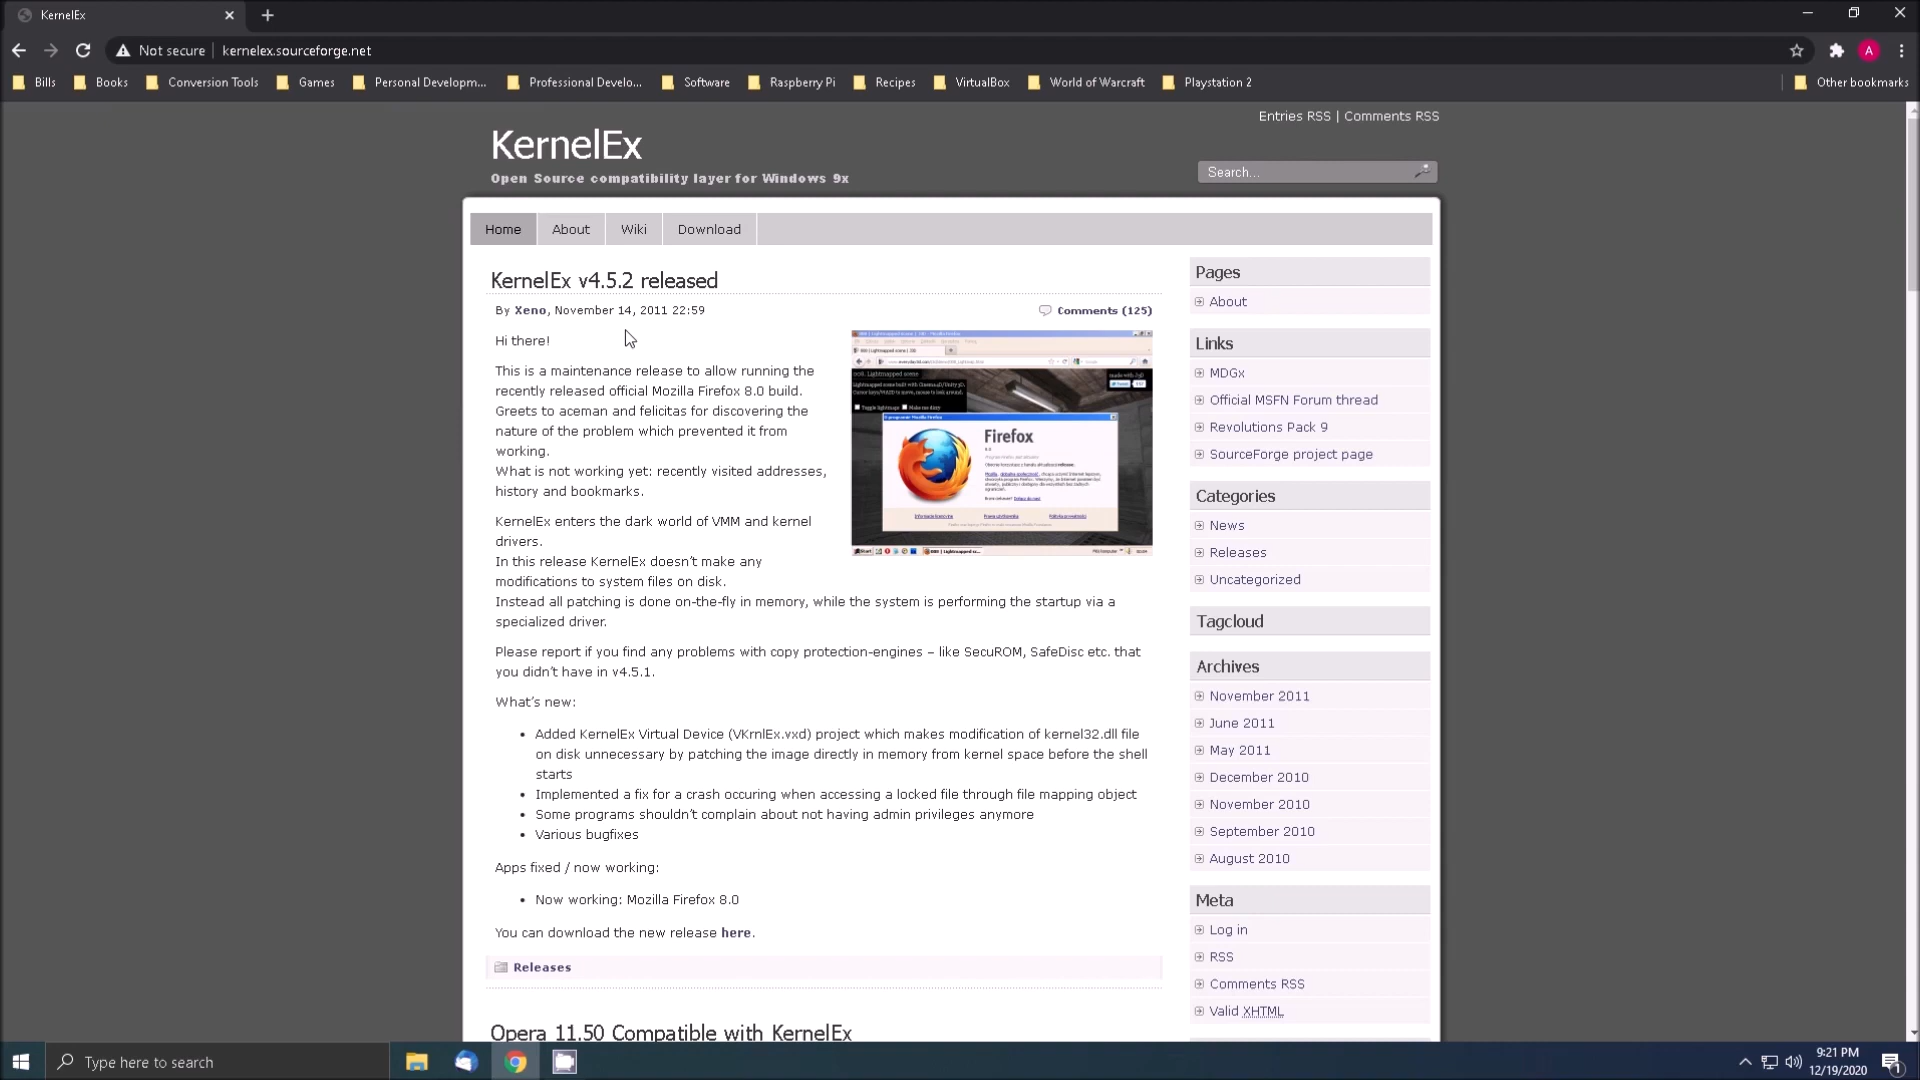 KernelEx
Not secure
kernelex.sourceforge.net
A
Bills
Books
Conversion Tools
Games
Personal Developm...
Professional Develo...
Software
Raspberry Pi
Recipes
VirtualBox
World of Warcraft
Playstation 2
Other bookmarks
Entries RSS | Comments RSS
KernelEx
Open Source compatibility layer for Windows 9x
Search...
Home
About
Wiki
Download
KernelEx v4.5.2 released
By Xeno, November 14, 2011 22:59
Comments (125)
Hi there!
This is a maintenance release to allow running the
recently released official Mozilla Firefox 8.0 build.
Greets to aceman and felicitas for discovering the
nature of the problem which prevented it from
working.
What is not working yet: recently visited addresses,
history and bookmarks.
Firefox
KernelEx enters the dark world of VMM and kernel
drivers.
In this release KernelEx doesn't make any
modifications to system files on disk.
Instead all patching is done on-the-fly in memory, while the system is performing the startup via a
specialized driver.
Please report if you find any problems with copy protection-engines – like SecuROM, SafeDisc etc. that
you didn't have in v4.5.1.
What's new:
Added KernelEx Virtual Device (VKrnlEx.vxd) project which makes modification of kernel32.dll file
on disk unnecessary by patching the image directly in memory from kernel space before the shell
starts
Implemented a fix for a crash occuring when accessing a locked file through file mapping object
Some programs shouldn't complain about not having admin privileges anymore
Various bugfixes
Apps fixed / now working:
Now working: Mozilla Firefox 8.0
You can download the new release here.
Releases
Opera 11.50 Compatible with KernelEx
Pages
About
Links
MDGx
Official MSFN Forum thread
Revolutions Pack 9
SourceForge project page
Categories
News
Releases
Uncategorized
Tagcloud
Archives
November 2011
June 2011
May 2011
December 2010
November 2010
September 2010
August 2010
Meta
Log in
RSS
Comments RSS
Valid XHTML
Type here to search
9:21 PM
12/19/2020
1